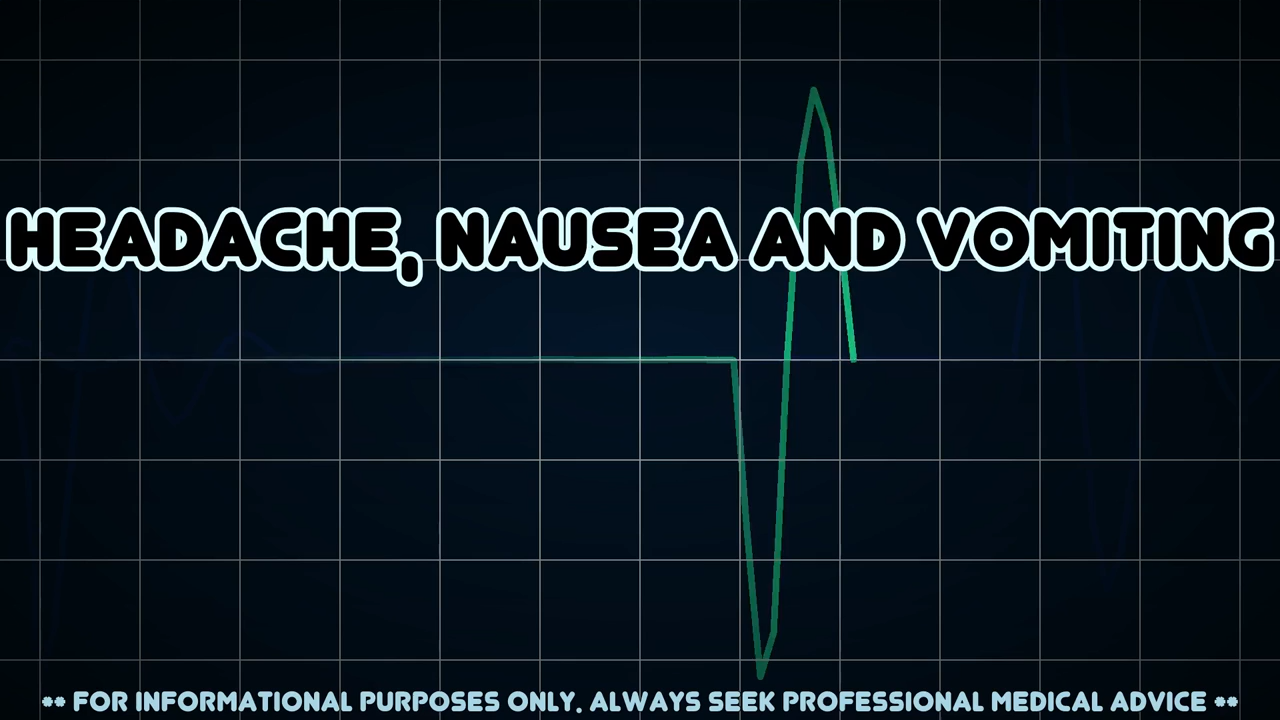 HEADACHE, NAUSEA AND VOMITING
** FOR INFORMATIONAL PURPOSES ONLY. ALWAYS SEEK PROFESSIONAL MEDICAL ADVICE **